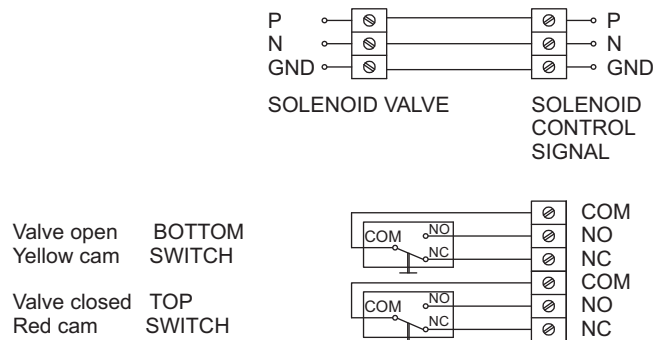 P
P
N
N
GND
GND
SOLENOID VALVE
SOLENOID
CONTROL
SIGNAL
Valve open BOTTOM
Yellow cam SWITCH
COM
NO
NC
COM
NO
NC
Valve closed TOP
Red cam SWITCH
COM
NO
NC
COM
NO
NC